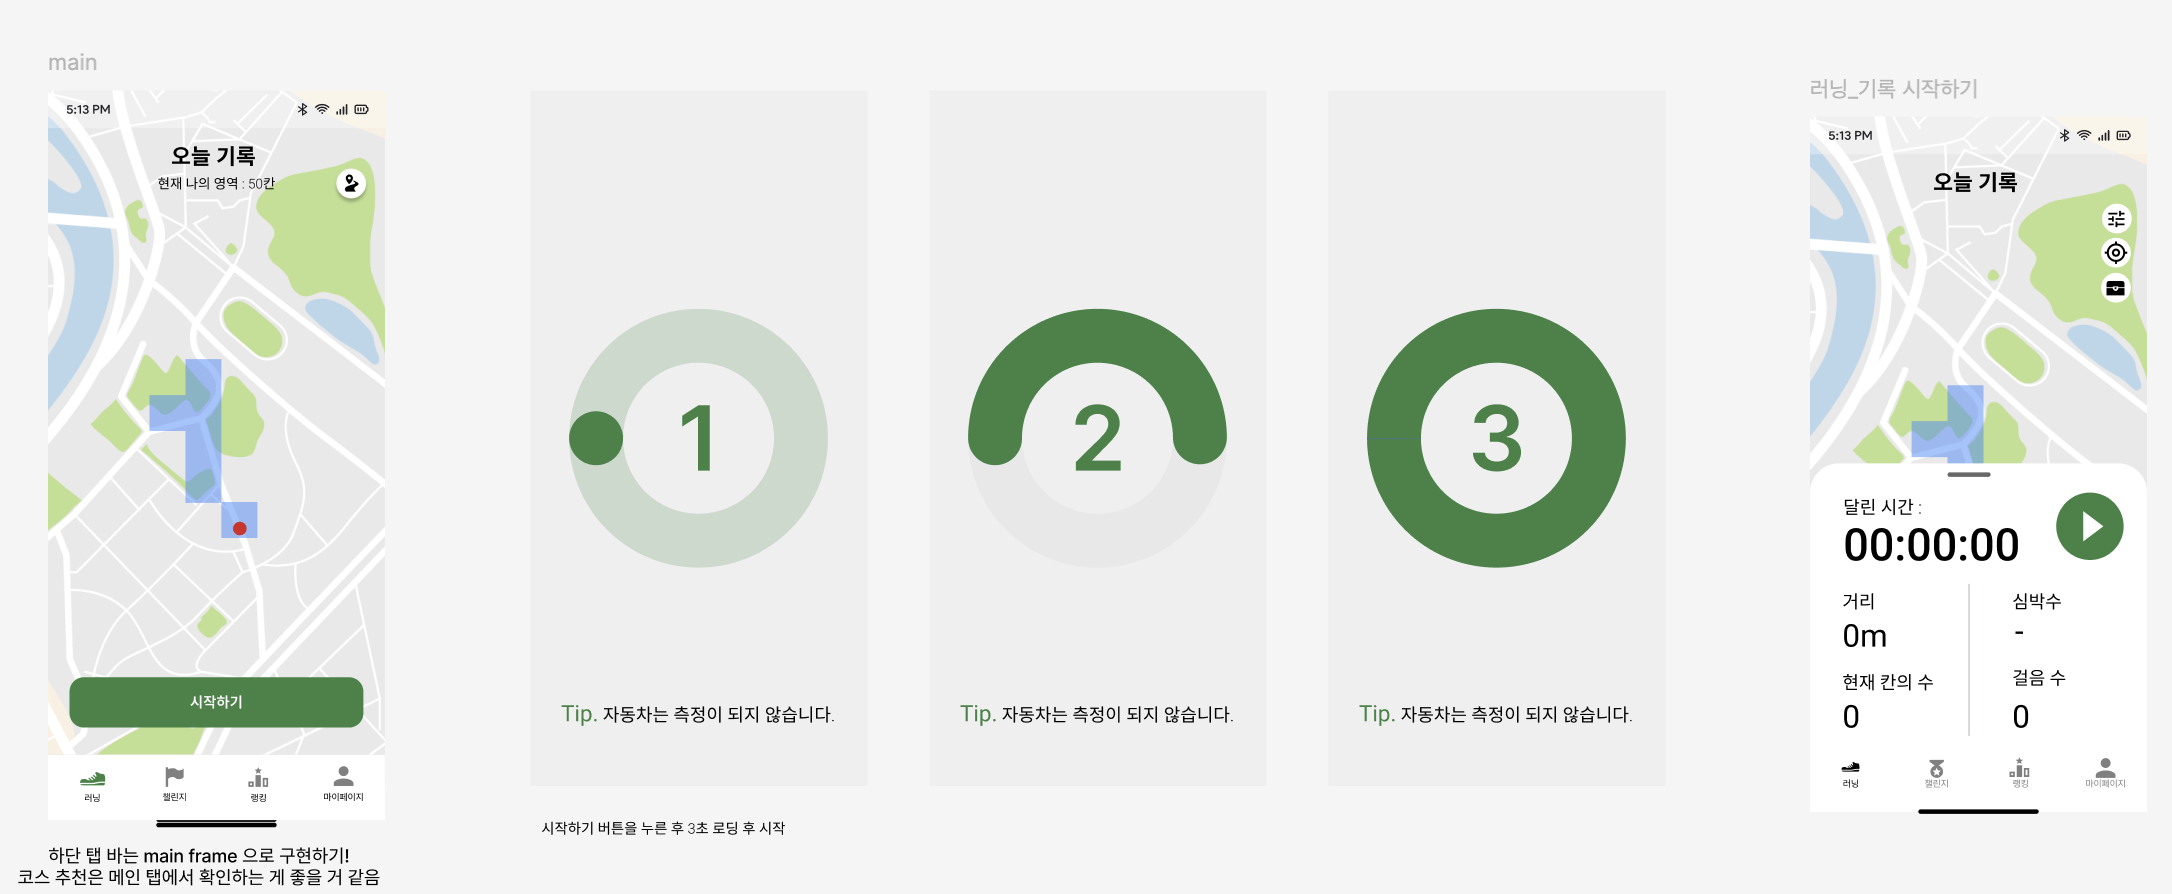 main
5:13 PM
오늘 기록
현재 나의 영역 : 50칸
시작하기
러닝
챌린지
랭킹
마이페이지
하단 탭 바는 main frame 으로 구현하기!
코스 추천은 메인 탭에서 확인하는 게 좋을 거 같음
1
Tip. 자동차는 측정이 되지 않습니다.
시작하기 버튼을 누른 후 3초 로딩 후 시작
2
Tip. 자동차는 측정이 되지 않습니다.
3
Tip. 자동차는 측정이 되지 않습니다.
러닝_기록 시작하기
5:13 PM
오늘 기록
달린 시간 :
00:00:00
거리
0m
심박수
-
현재 칸의 수
0
걸음 수
0
러닝
챌린지
랭킹
마이페이지